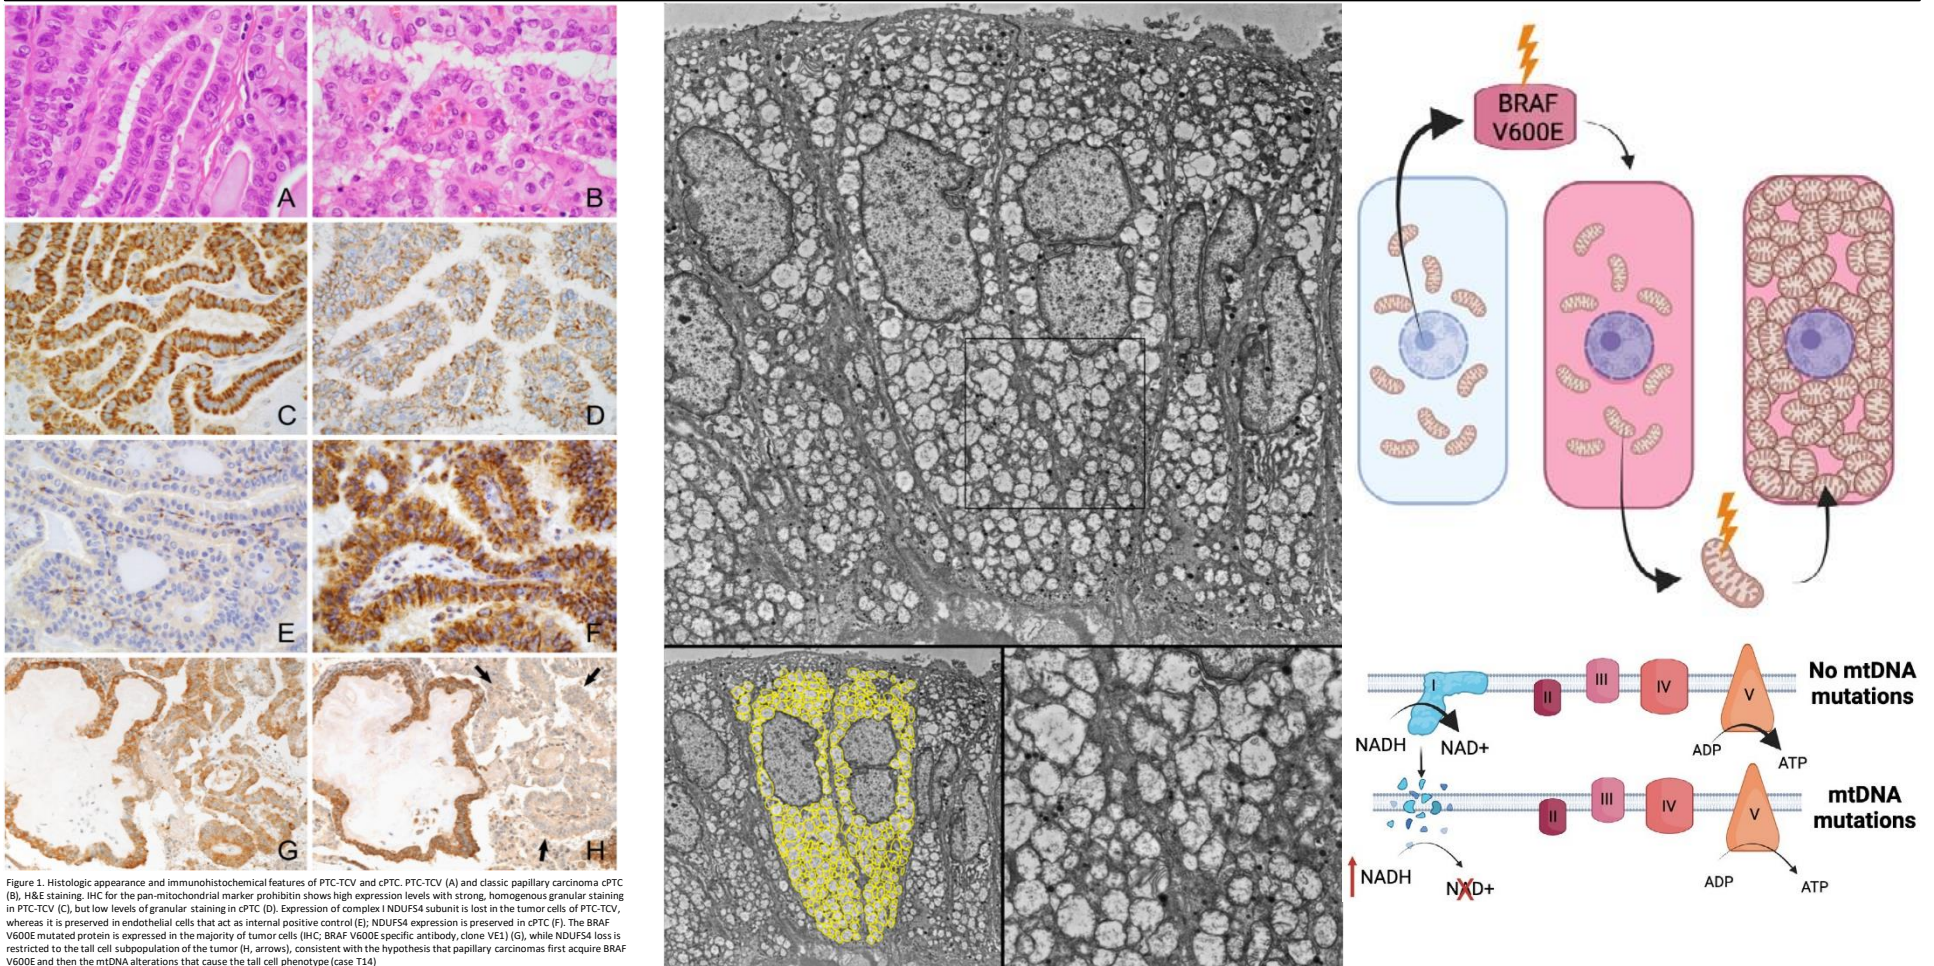 A
B
C
D
E
F
G
H
Figure 1. Histologic appearance and immunohistochemical features of PTC-TCV and cPTC. PTC-TCV (A) and classic papillary carcinoma cPTC
(B), H&E staining. IHC for the pan-mitochondrial marker prohibitin shows high expression levels with strong, homogenous granular staining
in PTC-TCV (C), but low levels of granular staining in cPTC (D). Expression of complex I NDUFS4 subunit is lost in the tumor cells of PTC-TCV,
whereas it is preserved in endothelial cells that act as internal positive control (E); NDUFS4 expression is preserved in cPTC (F). The BRAF
V600E mutated protein is expressed in the majority of tumor cells (IHC; BRAF V600E specific antibody, clone VE1) (G), while NDUFS4 loss is
restricted to the tall cell subpopulation of the tumor (H, arrows), consistent with the hypothesis that papillary carcinomas first acquire BRAF
V600E and then the mtDNA alterations that cause the tall cell phenotype (case T14)
BRAF
V600E
I
II
III
IV
V
No mtDNA
mutations
NADH
NAD+
ADP
ATP
II
III
IV
V
mtDNA
mutations
NADH
NAD+
ADP
ATP